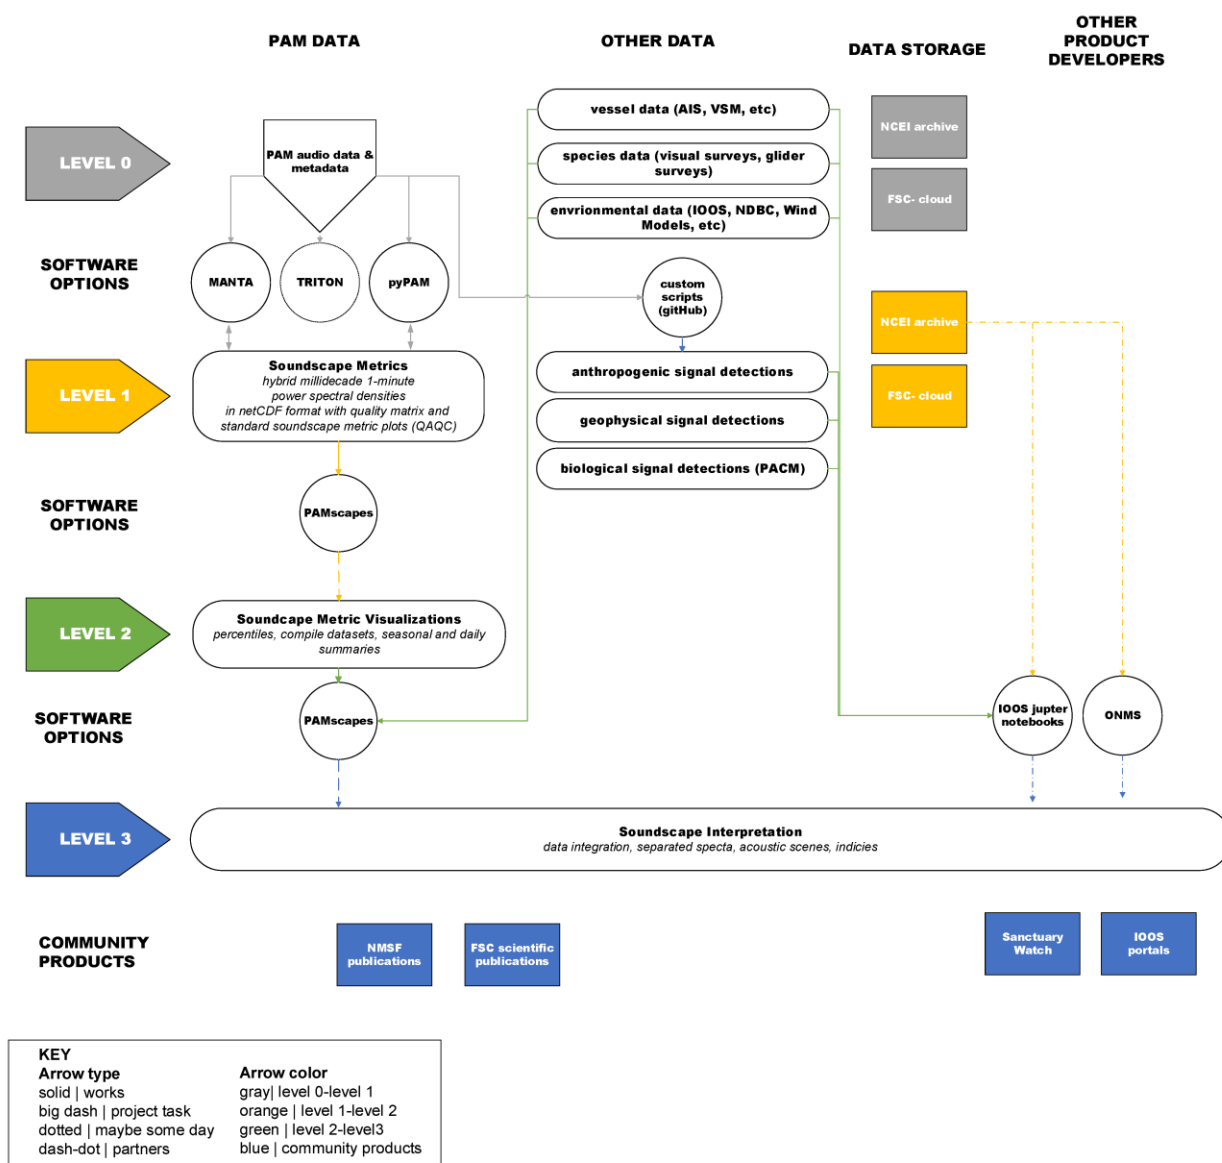 PAM DATA
OTHER DATA
DATA STORAGE
OTHER
PRODUCT
DEVELOPERS
LEVEL 0
PAM audio data &
metadata
vessel data (AIS, VSM, etc)
species data (visual surveys, glider
surveys)
envrionmental data (IOOS, NDBC, Wind
Models, etc)
NCEI archive
FSC- cloud
SOFTWARE
OPTIONS
MANTA
TRITON
pyPAM
custom
scripts
(gitHub)
NCEI archive
FSC- cloud
LEVEL 1
Soundscape Metrics
hybrid millidecade 1-minute
power spectral densities
in netCDF format with quality matrix and
standard soundscape metric plots (QAQC)
anthropogenic signal detections
geophysical signal detections
biological signal detections (PACM)
SOFTWARE
OPTIONS
PAMscapes
LEVEL 2
Soundcape Metric Visualizations
percentiles, compile datasets, seasonal and daily
summaries
SOFTWARE
OPTIONS
PAMscapes
IOOS jupter
notebooks
ONMS
LEVEL 3
Soundscape Interpretation
data integration, separated specta, acoustic scenes, indicies
COMMUNITY
PRODUCTS
NMSF
publications
FSC scientific
publications
Sanctuary
Watch
IOOS
portals
KEY
Arrow type
solid | works
big dash | project task
dotted | maybe some day
dash-dot | partners
Arrow color
gray| level 0-level 1
orange | level 1-level 2
green | level 2-level3
blue | community products